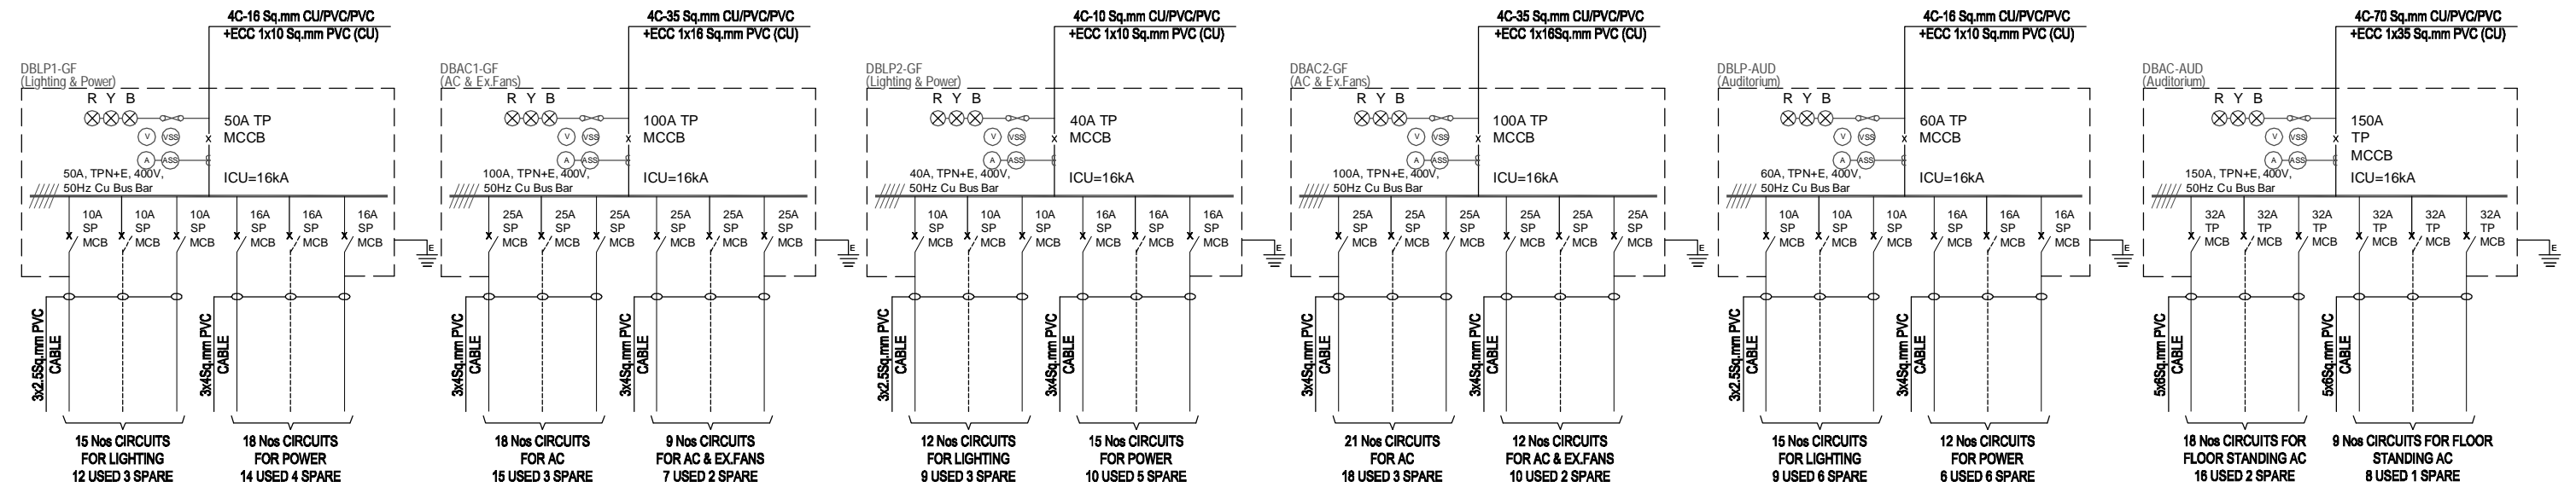 4C-16 Sq.mm CU/PVC/PVC
+ECC 1x10 Sq.mm PVC (CU)
DBLP1-GF
(Lighting & Power)
R Y B
50A TP
MCCB
V VSS
A ASS
50A, TPN+E, 400V,
50Hz Cu Bus Bar
ICU=16kA
10A SP MCB
10A SP MCB
10A SP MCB
16A SP MCB
16A SP MCB
16A SP MCB
E
3x2.5Sq.mm PVC
CABLE
3x4Sq.mm PVC
CABLE
15 Nos CIRCUITS
FOR LIGHTING
12 USED 3 SPARE
18 Nos CIRCUITS
FOR POWER
14 USED 4 SPARE
4C-35 Sq.mm CU/PVC/PVC
+ECC 1x16 Sq.mm PVC (CU)
DBAC1-GF
(AC & Ex.Fans)
R Y B
100A TP
MCCB
V VSS
A ASS
100A, TPN+E, 400V,
50Hz Cu Bus Bar
ICU=16kA
25A SP MCB
25A SP MCB
25A SP MCB
25A SP MCB
25A SP MCB
25A SP MCB
E
3x4Sq.mm PVC
CABLE
3x4Sq.mm PVC
CABLE
18 Nos CIRCUITS
FOR AC
15 USED 3 SPARE
9 Nos CIRCUITS
FOR AC & EX.FANS
7 USED 2 SPARE
4C-10 Sq.mm CU/PVC/PVC
+ECC 1x10 Sq.mm PVC (CU)
DBLP2-GF
(Lighting & Power)
R Y B
40A TP
MCCB
V VSS
A ASS
40A, TPN+E, 400V,
50Hz Cu Bus Bar
ICU=16kA
10A SP MCB
10A SP MCB
10A SP MCB
16A SP MCB
16A SP MCB
16A SP MCB
E
3x2.5Sq.mm PVC
CABLE
3x4Sq.mm PVC
CABLE
12 Nos CIRCUITS
FOR LIGHTING
9 USED 3 SPARE
15 Nos CIRCUITS
FOR POWER
10 USED 5 SPARE
4C-35 Sq.mm CU/PVC/PVC
+ECC 1x16Sq.mm PVC (CU)
DBAC2-GF
(AC & Ex.Fans)
R Y B
100A TP
MCCB
V VSS
A ASS
100A, TPN+E, 400V,
50Hz Cu Bus Bar
ICU=16kA
25A SP MCB
25A SP MCB
25A SP MCB
25A SP MCB
25A SP MCB
25A SP MCB
E
3x4Sq.mm PVC
CABLE
3x4Sq.mm PVC
CABLE
21 Nos CIRCUITS
FOR AC
18 USED 3 SPARE
12 Nos CIRCUITS
FOR AC & EX.FANS
10 USED 2 SPARE
4C-16 Sq.mm CU/PVC/PVC
+ECC 1x10 Sq.mm PVC (CU)
DBLP-AUD
(Auditorium)
R Y B
60A TP
MCCB
V VSS
A ASS
60A, TPN+E, 400V,
50Hz Cu Bus Bar
ICU=16kA
10A SP MCB
10A SP MCB
10A SP MCB
16A SP MCB
16A SP MCB
16A SP MCB
E
3x2.5Sq.mm PVC
CABLE
3x4Sq.mm PVC
CABLE
15 Nos CIRCUITS
FOR LIGHTING
9 USED 6 SPARE
12 Nos CIRCUITS
FOR POWER
6 USED 6 SPARE
4C-70 Sq.mm CU/PVC/PVC
+ECC 1x35 Sq.mm PVC (CU)
DBAC-AUD
(Auditorium)
R Y B
150A
TP
MCCB
V VSS
A ASS
150A, TPN+E, 400V,
50Hz Cu Bus Bar
ICU=16kA
32A TP MCB
32A TP MCB
32A TP MCB
32A TP MCB
32A TP MCB
32A TP MCB
E
5x6Sq.mm PVC
CABLE
5x6Sq.mm PVC
CABLE
18 Nos CIRCUITS FOR
FLOOR STANDING AC
16 USED 2 SPARE
9 Nos CIRCUITS FOR FLOOR
STANDING AC
8 USED 1 SPARE